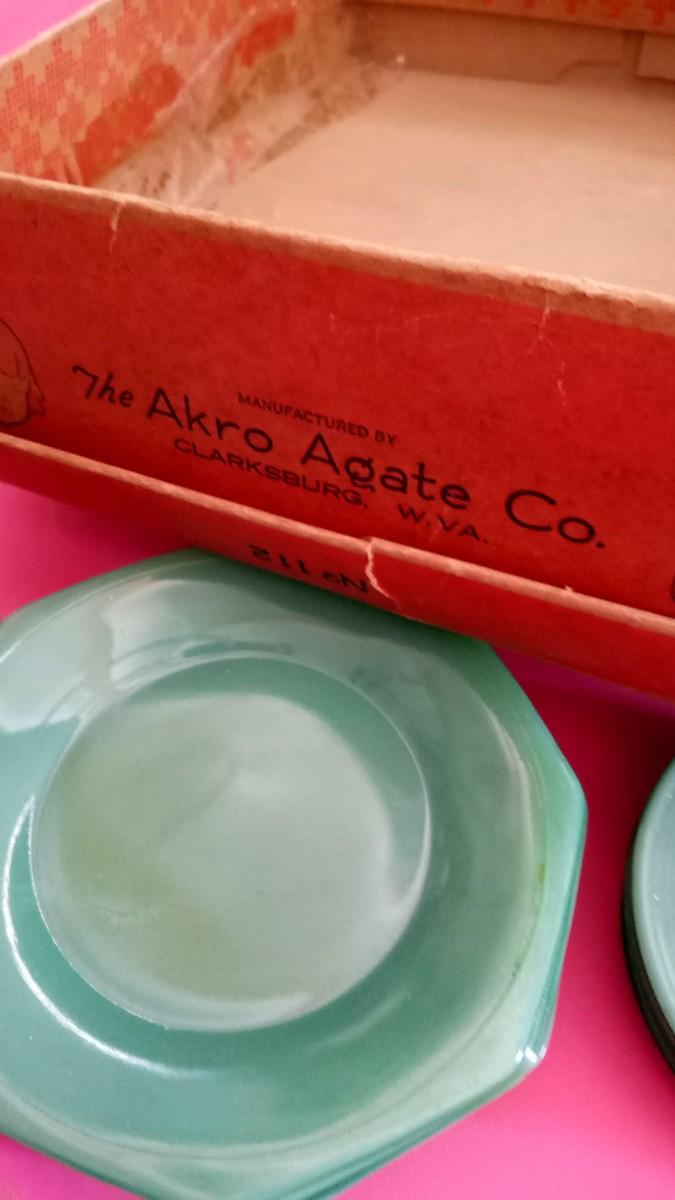 MANUFACTURED BY
The Akro Agate Co.
CLARKSBURG, W.VA.
No 112